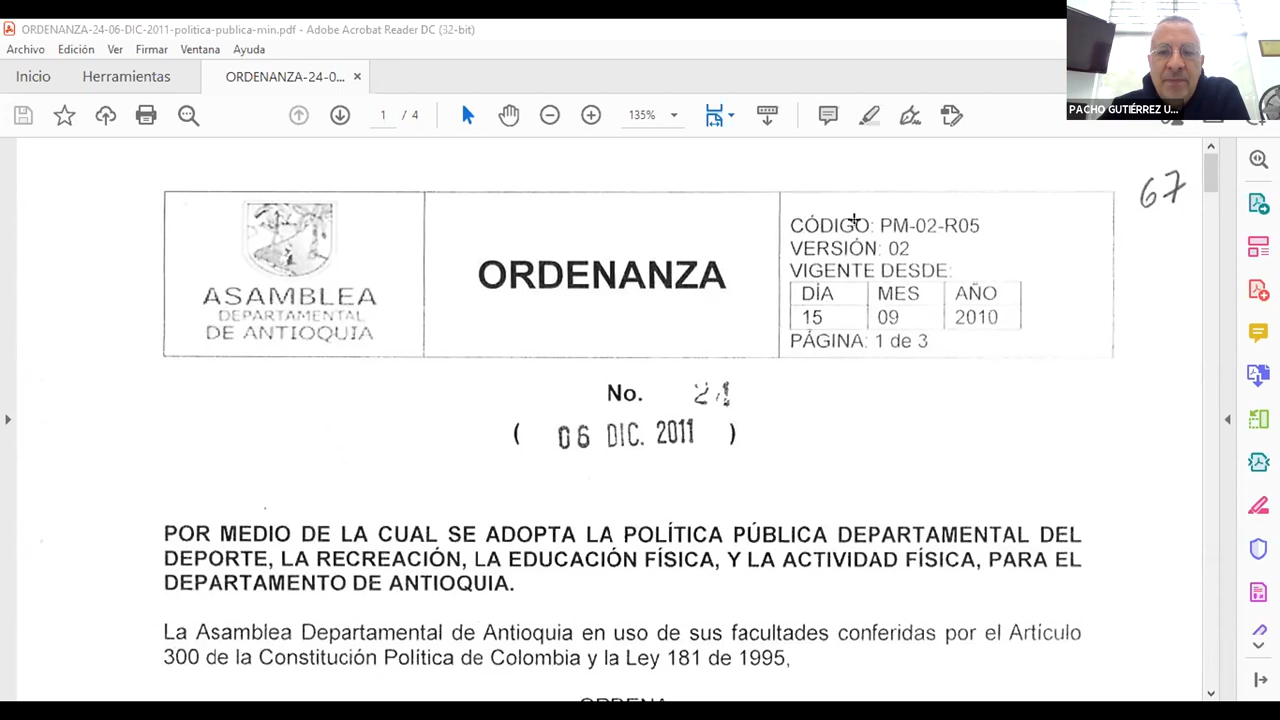 ORDENANZA-24-06-DIC-2011-politica-publica-min.pdf - Adobe Acrobat Reader DC (32-bit)
Archivo Edición Ver Firmar Ventana Ayuda
Inicio Herramientas ORDENANZA-24-0... ×
1 / 4 135%
PACHO GUTIÉRREZ U...
67
ASAMBLEA
DEPARTAMENTAL
DE ANTIOQUIA
ORDENANZA
CÓDIGO: PM-02-R05
VERSIÓN: 02
VIGENTE DESDE:
DÍA MES AÑO
15 09 2010
PÁGINA: 1 de 3
No. 24
( 06 DIC. 2011 )
POR MEDIO DE LA CUAL SE ADOPTA LA POLÍTICA PÚBLICA DEPARTAMENTAL DEL
DEPORTE, LA RECREACIÓN, LA EDUCACIÓN FÍSICA, Y LA ACTIVIDAD FÍSICA, PARA EL
DEPARTAMENTO DE ANTIOQUIA.
La Asamblea Departamental de Antioquia en uso de sus facultades conferidas por el Artículo
300 de la Constitución Política de Colombia y la Ley 181 de 1995,
ORDENA